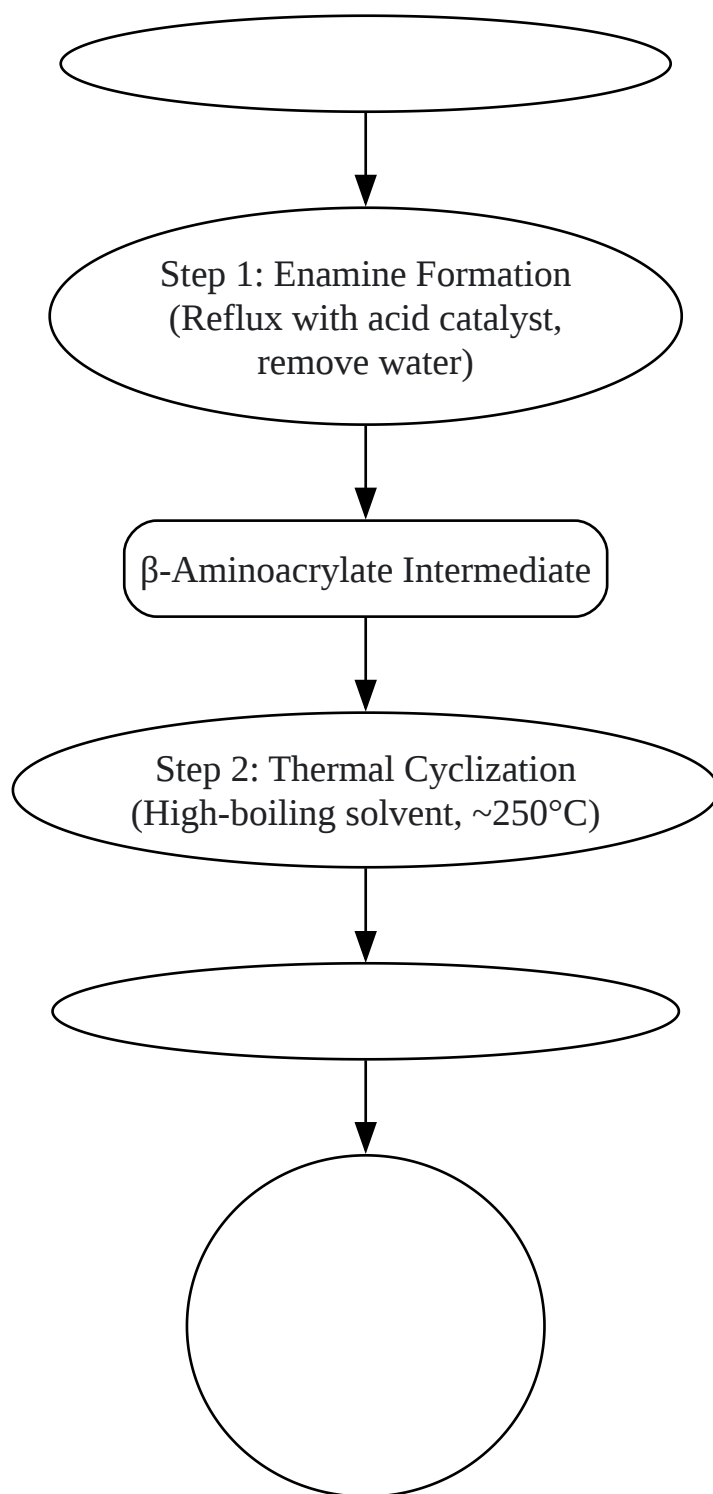 Step 1: Enamine Formation
(Reflux with acid catalyst,
remove water)
β-Aminoacrylate Intermediate
Step 2: Thermal Cyclization
(High-boiling solvent, ~250°C)